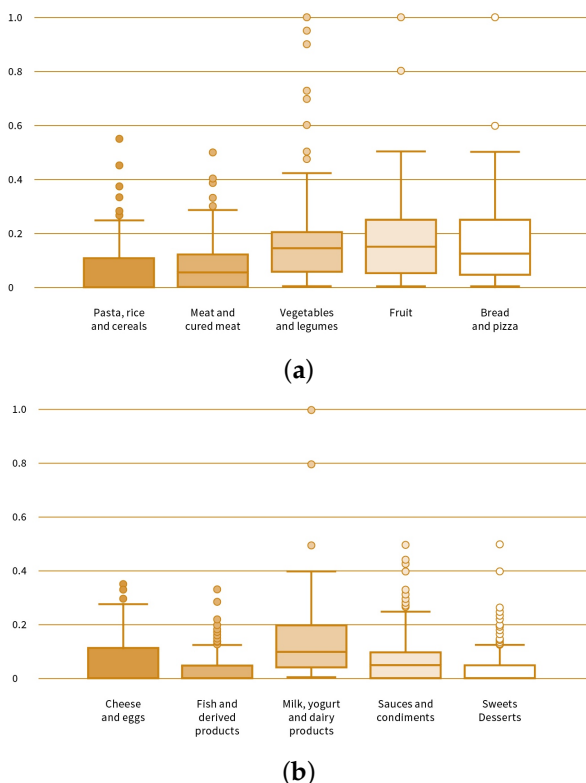 1.0
0.8
0.6
0.4
0.2
0
Pasta, rice
and cereals
Meat and
cured meat
Vegetables
and legumes
Fruit
Bread
and pizza
(a)
1.0
0.8
0.6
0.4
0.2
0
Cheese
and eggs
Fish and
derived
products
Milk, yogurt
and dairy
products
Sauces and
condiments
Sweets
Desserts
(b)